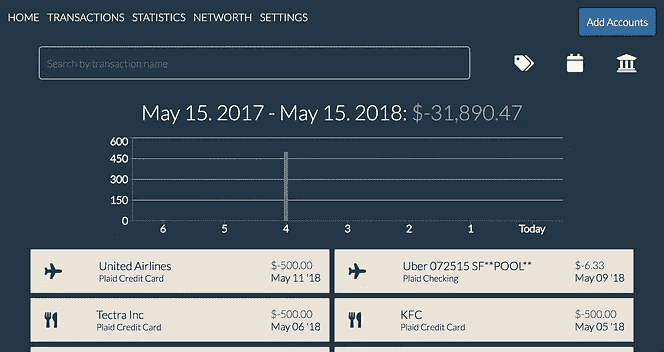 HOME TRANSACTIONS STATISTICS NETWORTH SETTINGS
Add Accounts
Search by transaction name
May 15. 2017 - May 15. 2018: $-31,890.47
600
450
300
150
0
6 5 4 3 2 1 Today
United Airlines $-500.00
Plaid Credit Card May 11 '18
Uber 072515 SF**POOL** $-6.33
Plaid Checking May 09 '18
Tectra Inc $-500.00
Plaid Credit Card May 06 '18
KFC $-500.00
Plaid Credit Card May 05 '18